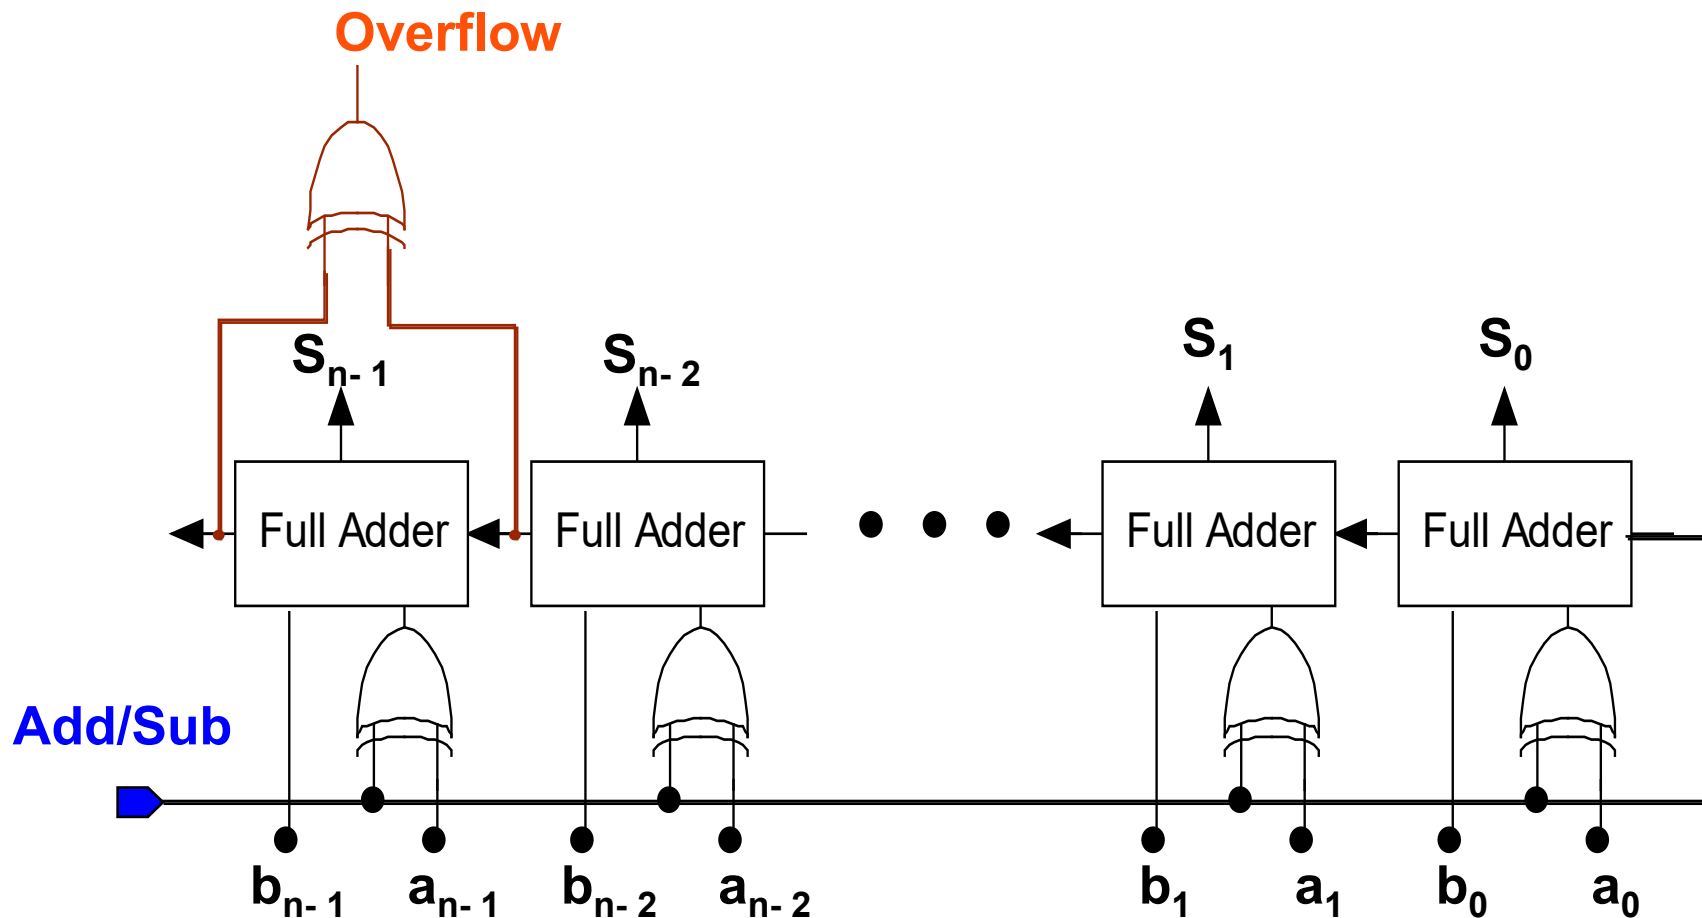 Overflow
Sn-1 Sn-2 S1 S0
Full Adder Full Adder Full Adder Full Adder
Add/Sub
bn-1 an-1 bn-2 an-2 b1 a1 b0 a0